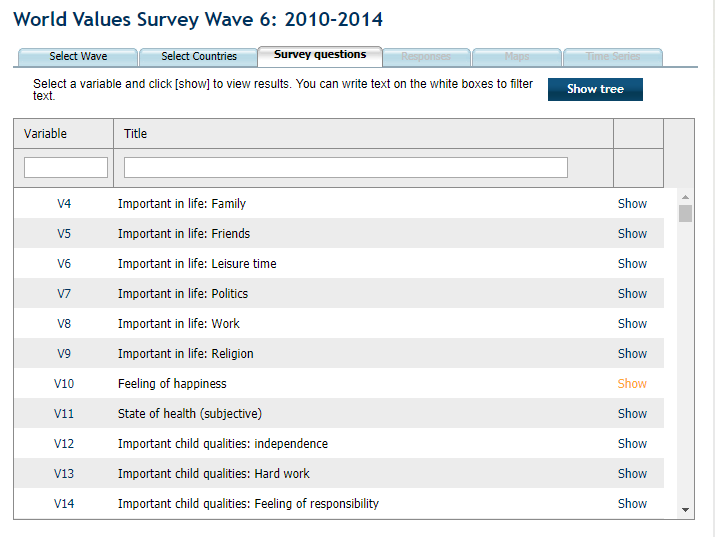 World Values Survey Wave 6: 2010-2014
Select Wave Select Countries Survey questions Responses Maps Time Series
Select a variable and click [show] to view results. You can write text on the white boxes to filter
text.
Show tree
Variable Title
V4 Important in life: Family Show
V5 Important in life: Friends Show
V6 Important in life: Leisure time Show
V7 Important in life: Politics Show
V8 Important in life: Work Show
V9 Important in life: Religion Show
V10 Feeling of happiness Show
V11 State of health (subjective) Show
V12 Important child qualities: independence Show
V13 Important child qualities: Hard work Show
V14 Important child qualities: Feeling of responsibility Show